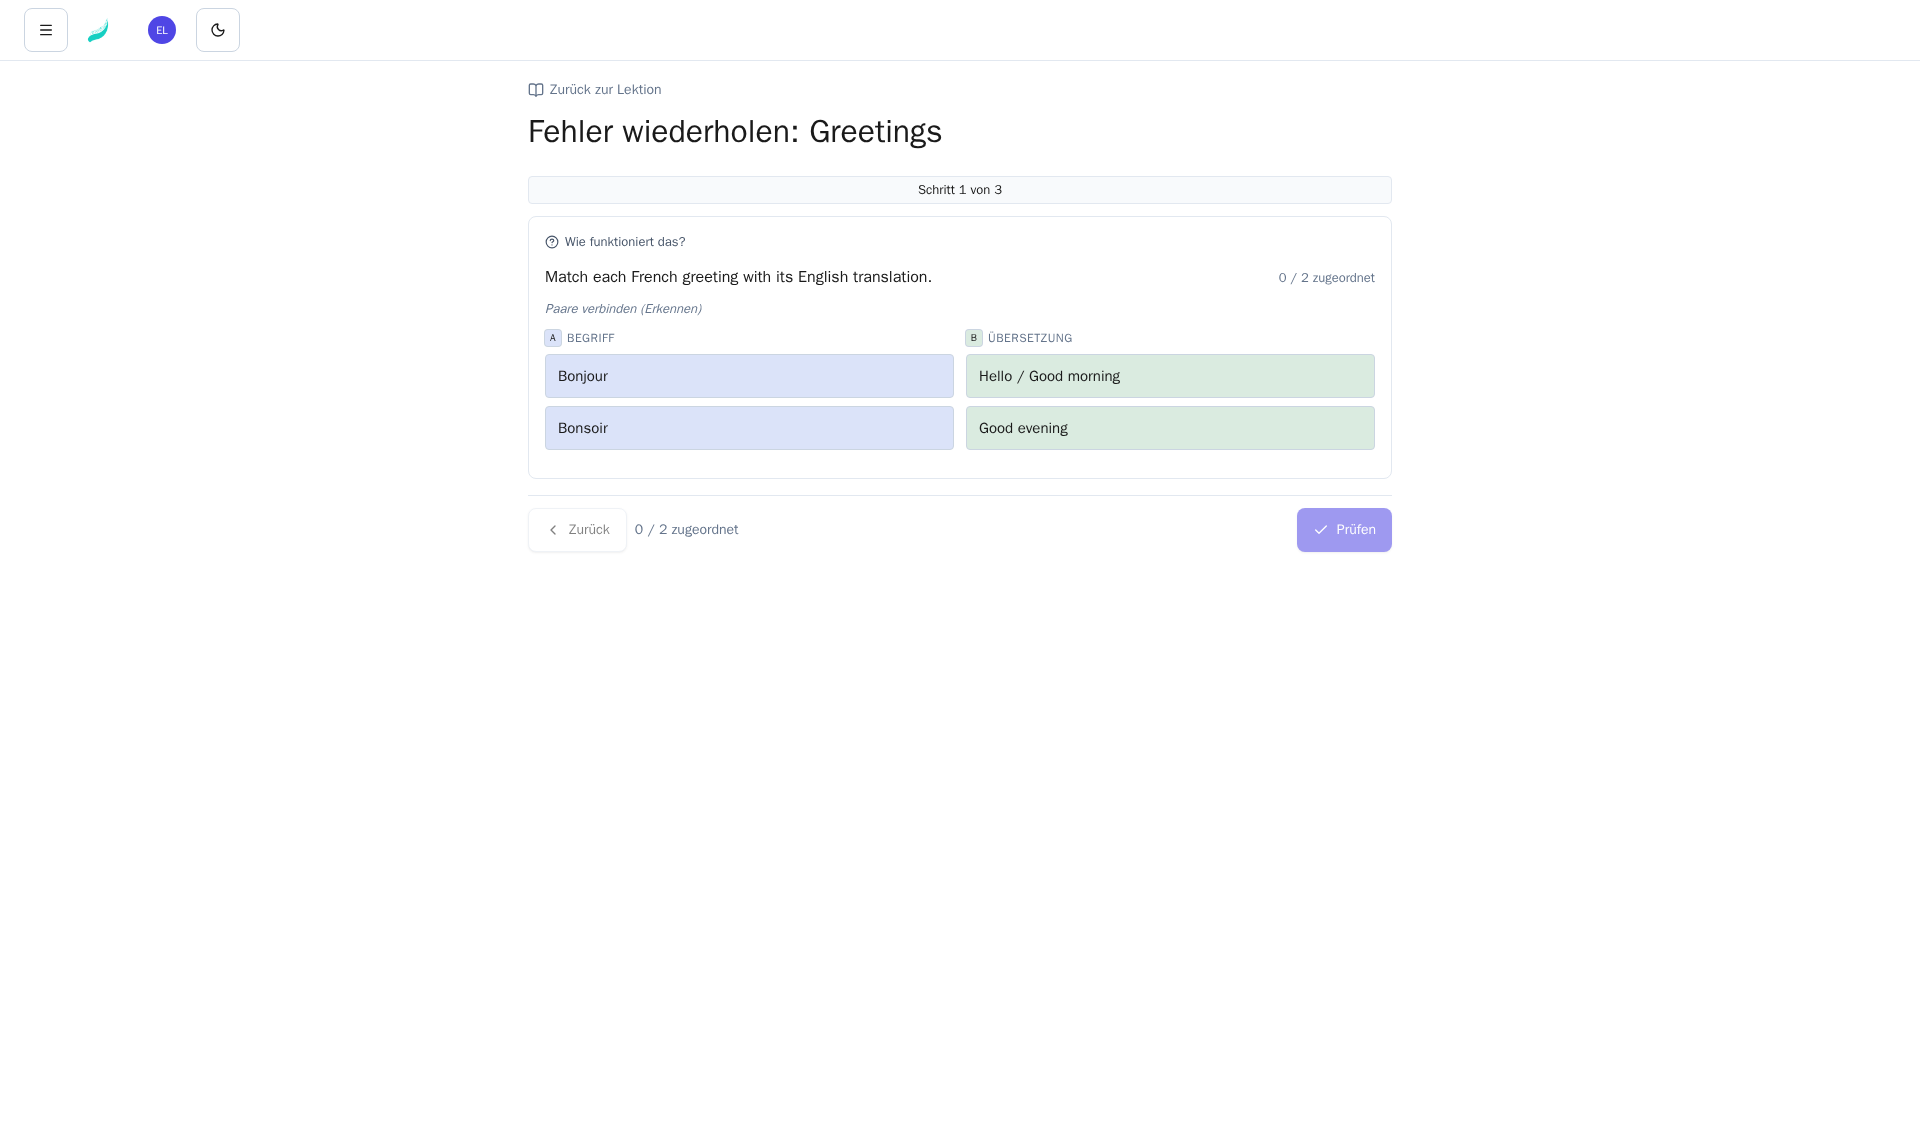 EL
Zurück zur Lektion
Fehler wiederholen: Greetings
Schritt 1 von 3
Wie funktioniert das?
Match each French greeting with its English translation.
0 / 2 zugeordnet
Paare verbinden (Erkennen)
A BEGRIFF
B ÜBERSETZUNG
Bonjour
Hello / Good morning
Bonsoir
Good evening
Zurück
0 / 2 zugeordnet
Prüfen